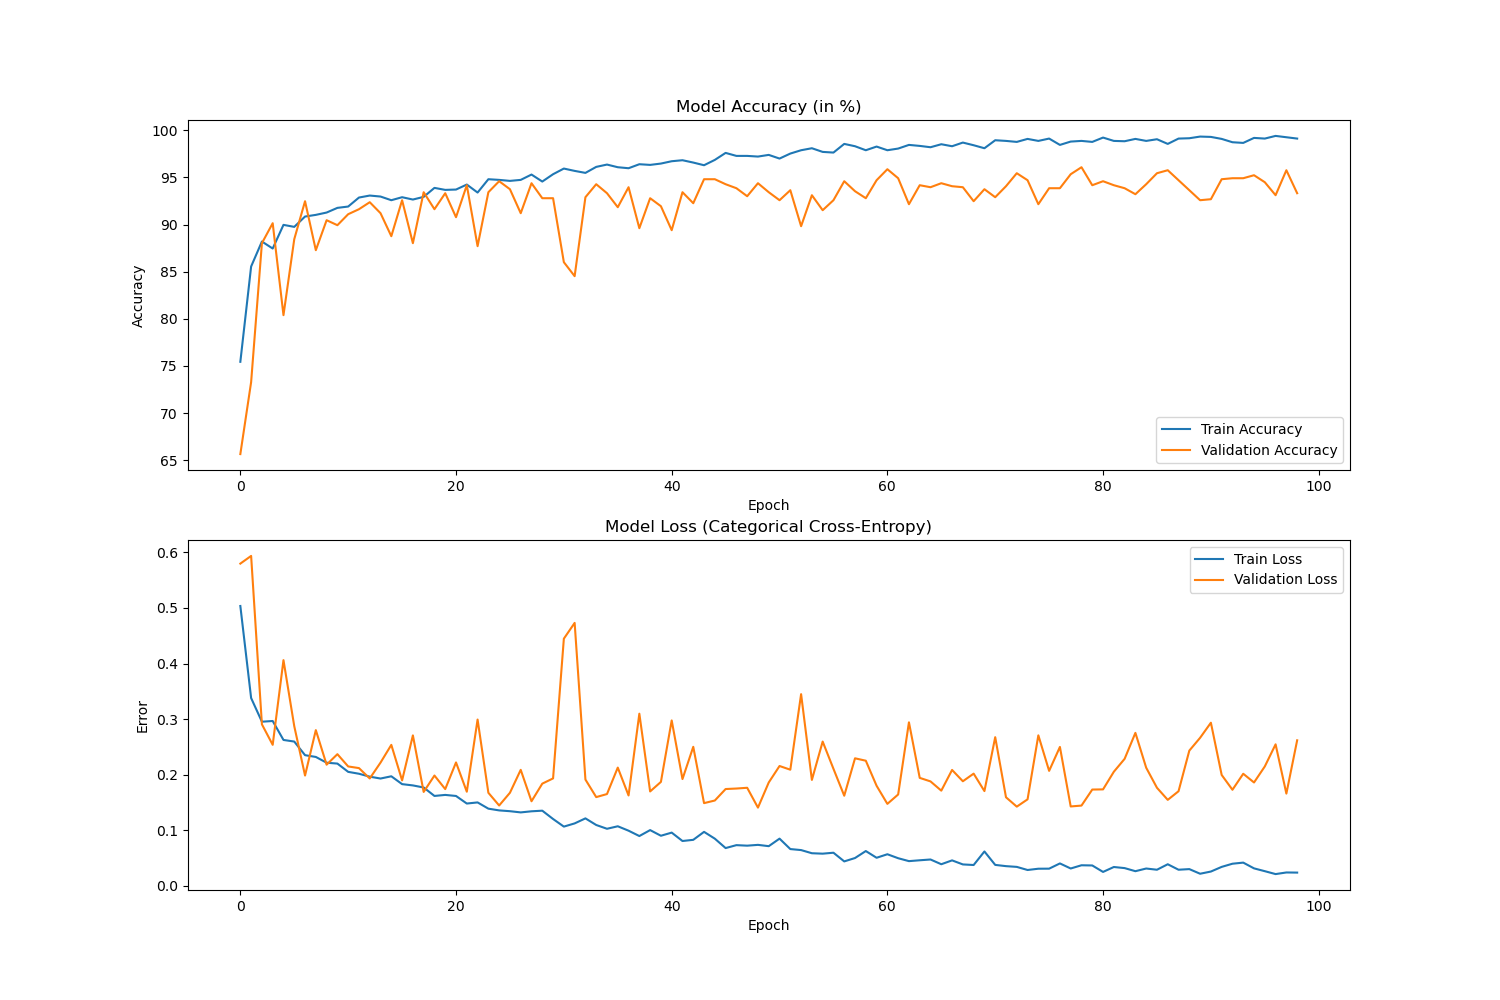 Model Accuracy (in %)
100
95
90
85
80
75
70
65
Accuracy
Train Accuracy
Validation Accuracy
0 20 40 60 80 100
Epoch
Model Loss (Categorical Cross-Entropy)
0.6
0.5
0.4
0.3
0.2
0.1
0.0
Error
Train Loss
Validation Loss
0 20 40 60 80 100
Epoch